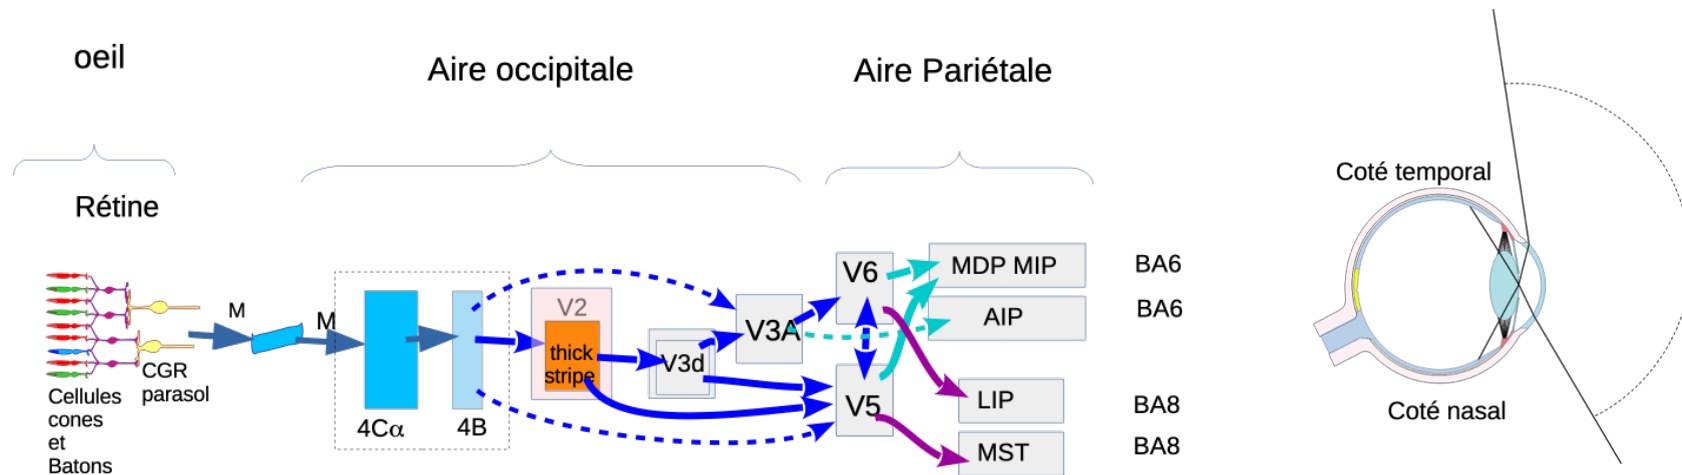 oeil
Aire occipitale
Aire Pariétale
Rétine
Cellules
cones
et
Batons
CGR
parasol
M
M
4Cα
4B
V2
thick
stripe
V3d
V3A
V6
V5
MDP MIP
AIP
LIP
MST
BA6
BA6
BA8
BA8
Coté temporal
Coté nasal